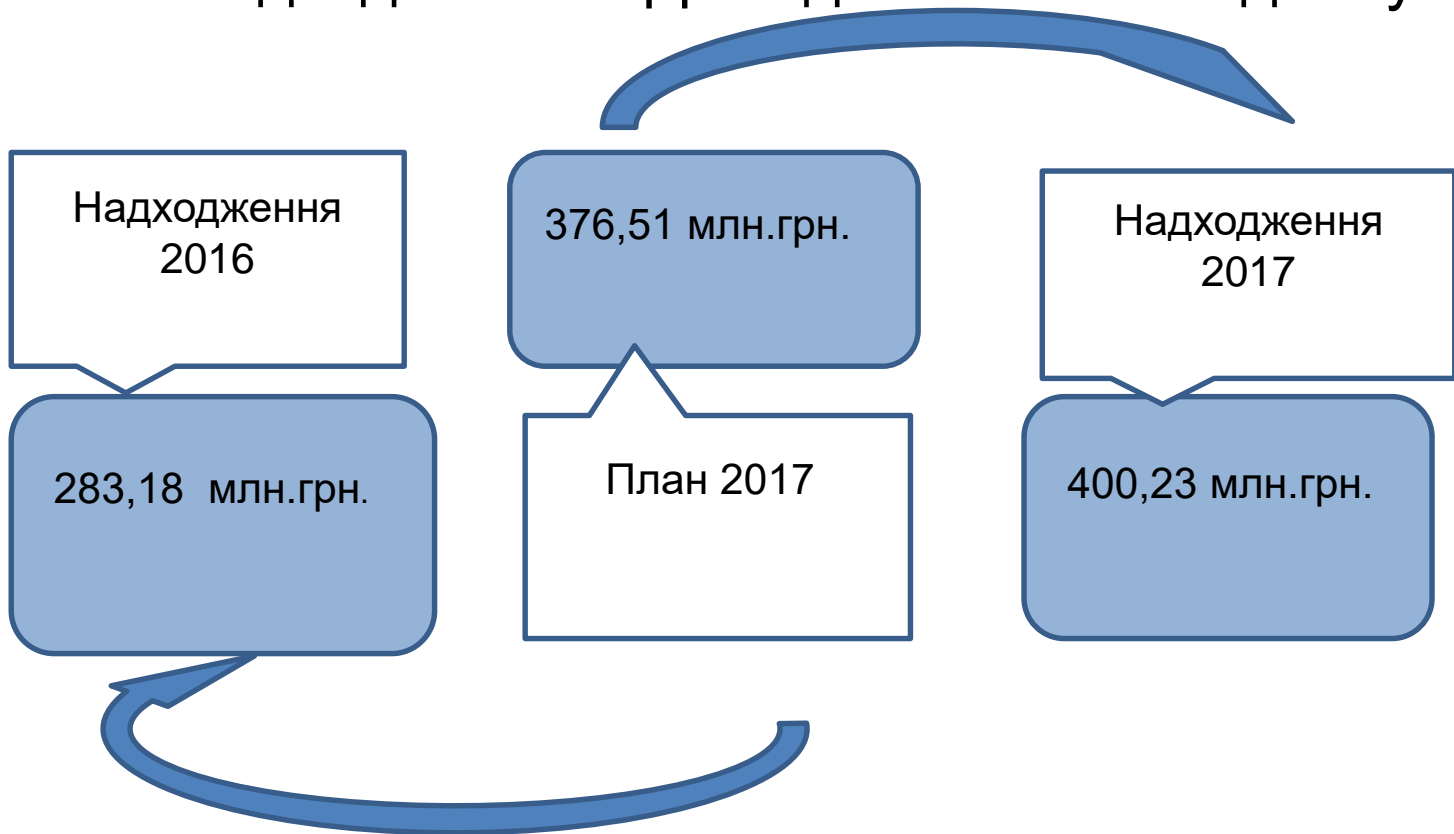 Надходження
2016
283,18 млн.грн.
376,51 млн.грн.
План 2017
Надходження
2017
400,23 млн.грн.